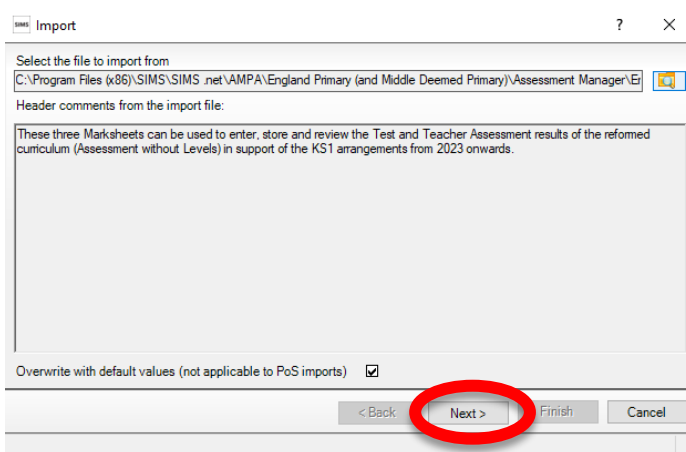 SIMS Import ? X
Select the file to import from
C:\Program Files (x86)\SIMS\SIMS .net\AMPA\England Primary (and Middle Deemed Primary)\Assessment Manager\Er
Header comments from the import file:
These three Marksheets can be used to enter, store and review the Test and Teacher Assessment results of the reformed
curriculum (Assessment without Levels) in support of the KS1 arrangements from 2023 onwards.
Overwrite with default values (not applicable to PoS imports)
< Back Next > Finish Cancel